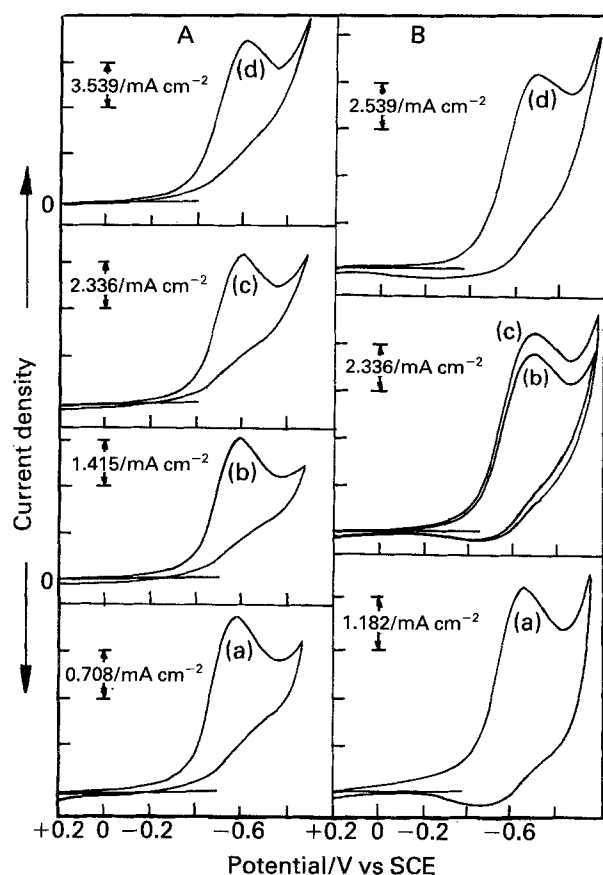 A
(d)
3.539/mA cm⁻²
0
(c)
2.336/mA cm⁻²
(b)
1.415/mA cm⁻²
0
(a)
0.708/mA cm⁻²
+0.2 0 -0.2 -0.6
B
(d)
2.539/mA cm⁻²
(c)
(b)
2.336/mA cm⁻²
(a)
1.182/mA cm⁻²
+0.2 0 -0.2 -0.6
Current density
Potential/V vs SCE